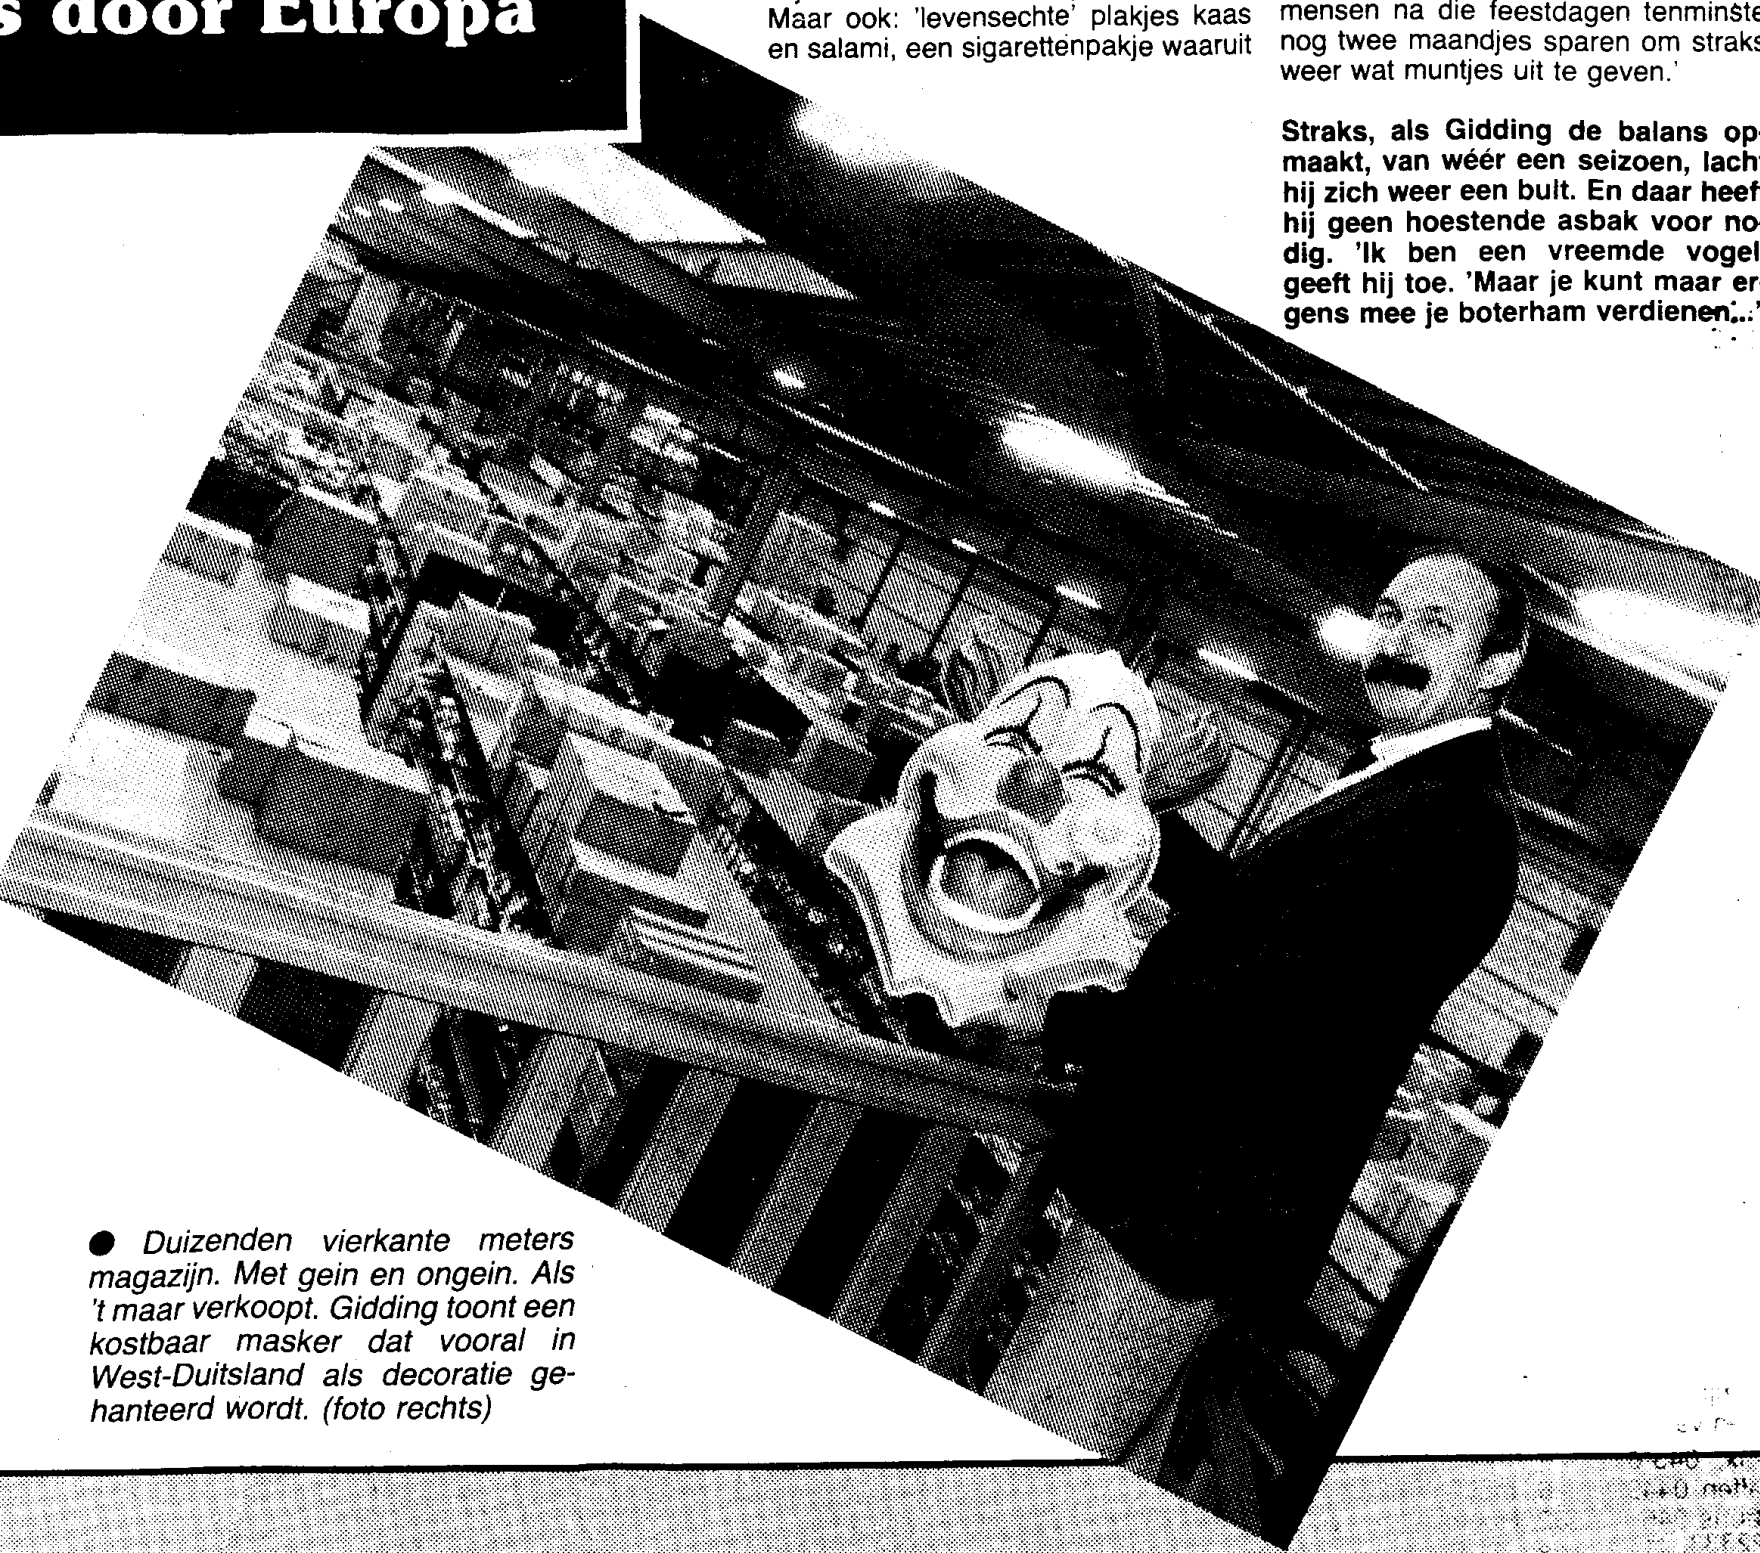 s door Europa
Maar ook: 'levensechte' plakjes kaas
en salami, een sigarettenpakje waaruit
mensen na die feestdagen tenminste
nog twee maandjes sparen om straks
weer wat muntjes uit te geven.'
Straks, als Gidding de balans op-
maakt, van wéér een seizoen, lacht
hij zich weer een bult. En daar heeft
hij geen hoestende asbak voor no-
dig. 'Ik ben een vreemde vogel
geeft hij toe. 'Maar je kunt maar er-
gens mee je boterham verdienen...'
● Duizenden vierkante meters
magazijn. Met gein en ongein. Als
't maar verkoopt. Gidding toont een
kostbaar masker dat vooral in
West-Duitsland als decoratie ge-
hanteerd wordt. (foto rechts)